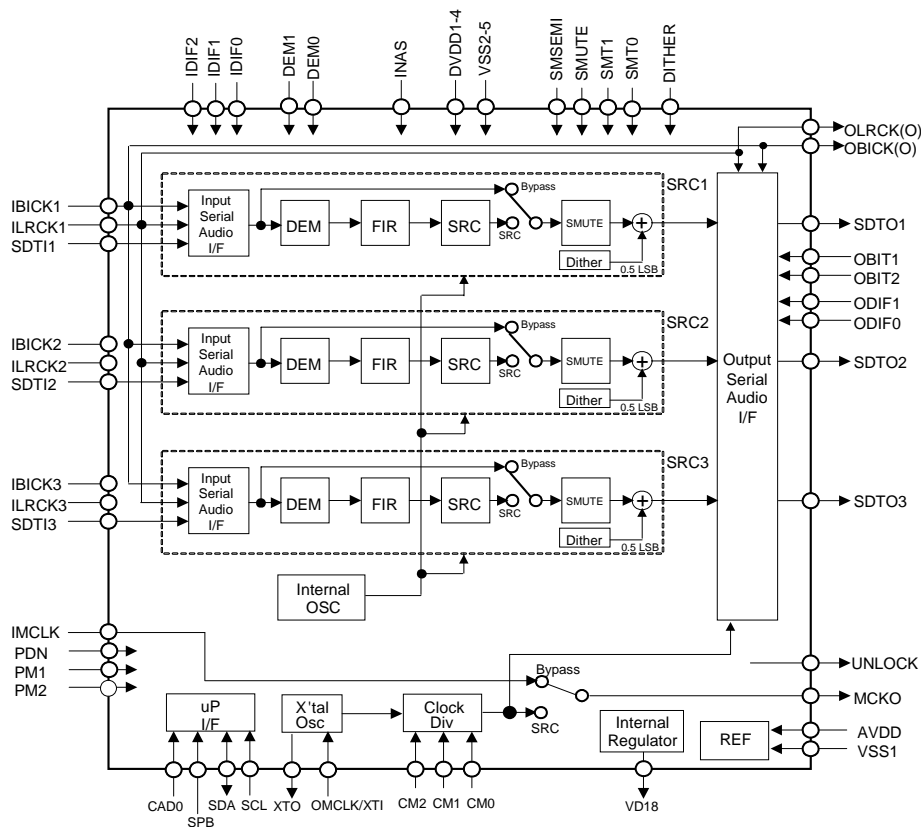 IDIF2
IDIF1
IDIF0
DEM1
DEM0
INAS
DVDD1-4
VSS2-5
SMSEMI
SMUTE
SMT1
SMT0
DITHER
OLRCK(O)
OBICK(O)
SRC1
IBICK1
ILRCK1
SDTI1
Input
Serial
Audio
I/F
DEM
FIR
SRC
Bypass
SRC
SMUTE
Dither
0.5 LSB
SDTO1
OBIT1
OBIT2
ODIF1
ODIF0
SRC2
IBICK2
ILRCK2
SDTI2
Input
Serial
Audio
I/F
DEM
FIR
SRC
Bypass
SRC
SMUTE
Dither
0.5 LSB
Output
Serial
Audio
I/F
SDTO2
SRC3
IBICK3
ILRCK3
SDTI3
Input
Serial
Audio
I/F
DEM
FIR
SRC
Bypass
SRC
SMUTE
Dither
0.5 LSB
SDTO3
Internal
OSC
IMCLK
PDN
PM1
PM2
Bypass
SRC
UNLOCK
MCKO
uP
I/F
X'tal
Osc
Clock
Div
Internal
Regulator
REF
AVDD
VSS1
CAD0
SPB
SDA
SCL
XTO
OMCLK/XTI
CM2
CM1
CM0
VD18